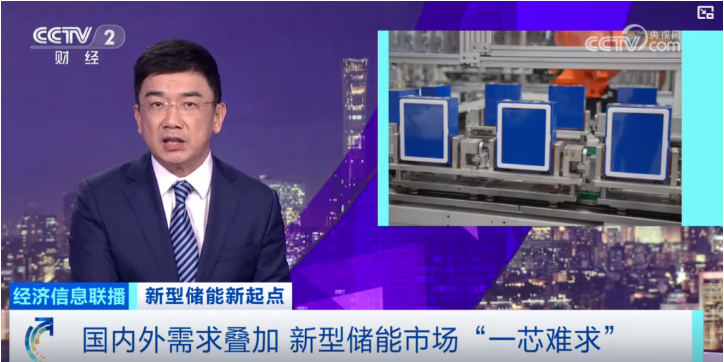 CCTV 2
财经
央视网
CCTV.com
经济信息联播
新型储能新起点
国内外需求叠加 新型储能市场“一芯难求”